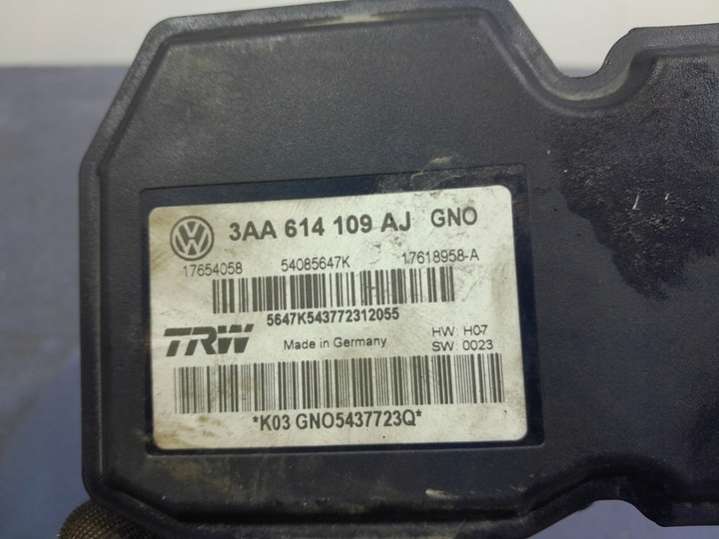 3AA 614 109 AJ GNO
17654058 54085647K 17618958-A
5647K543772312055
TRW Made in Germany HW: H07
SW: 0023
*K03 GNO5437723Q*